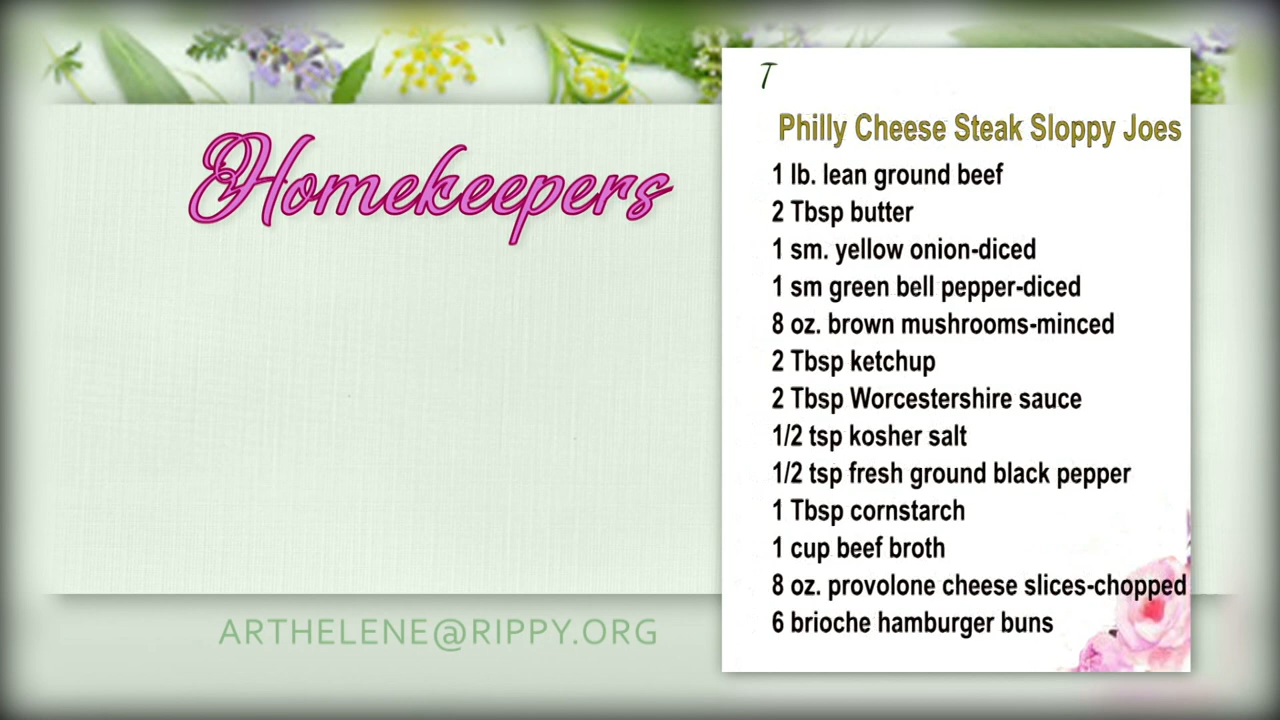 Homekeepers
ARTHELENE@RIPPY.ORG
T
Philly Cheese Steak Sloppy Joes
1 lb. lean ground beef
2 Tbsp butter
1 sm. yellow onion-diced
1 sm green bell pepper-diced
8 oz. brown mushrooms-minced
2 Tbsp ketchup
2 Tbsp Worcestershire sauce
1/2 tsp kosher salt
1/2 tsp fresh ground black pepper
1 Tbsp cornstarch
1 cup beef broth
8 oz. provolone cheese slices-chopped
6 brioche hamburger buns